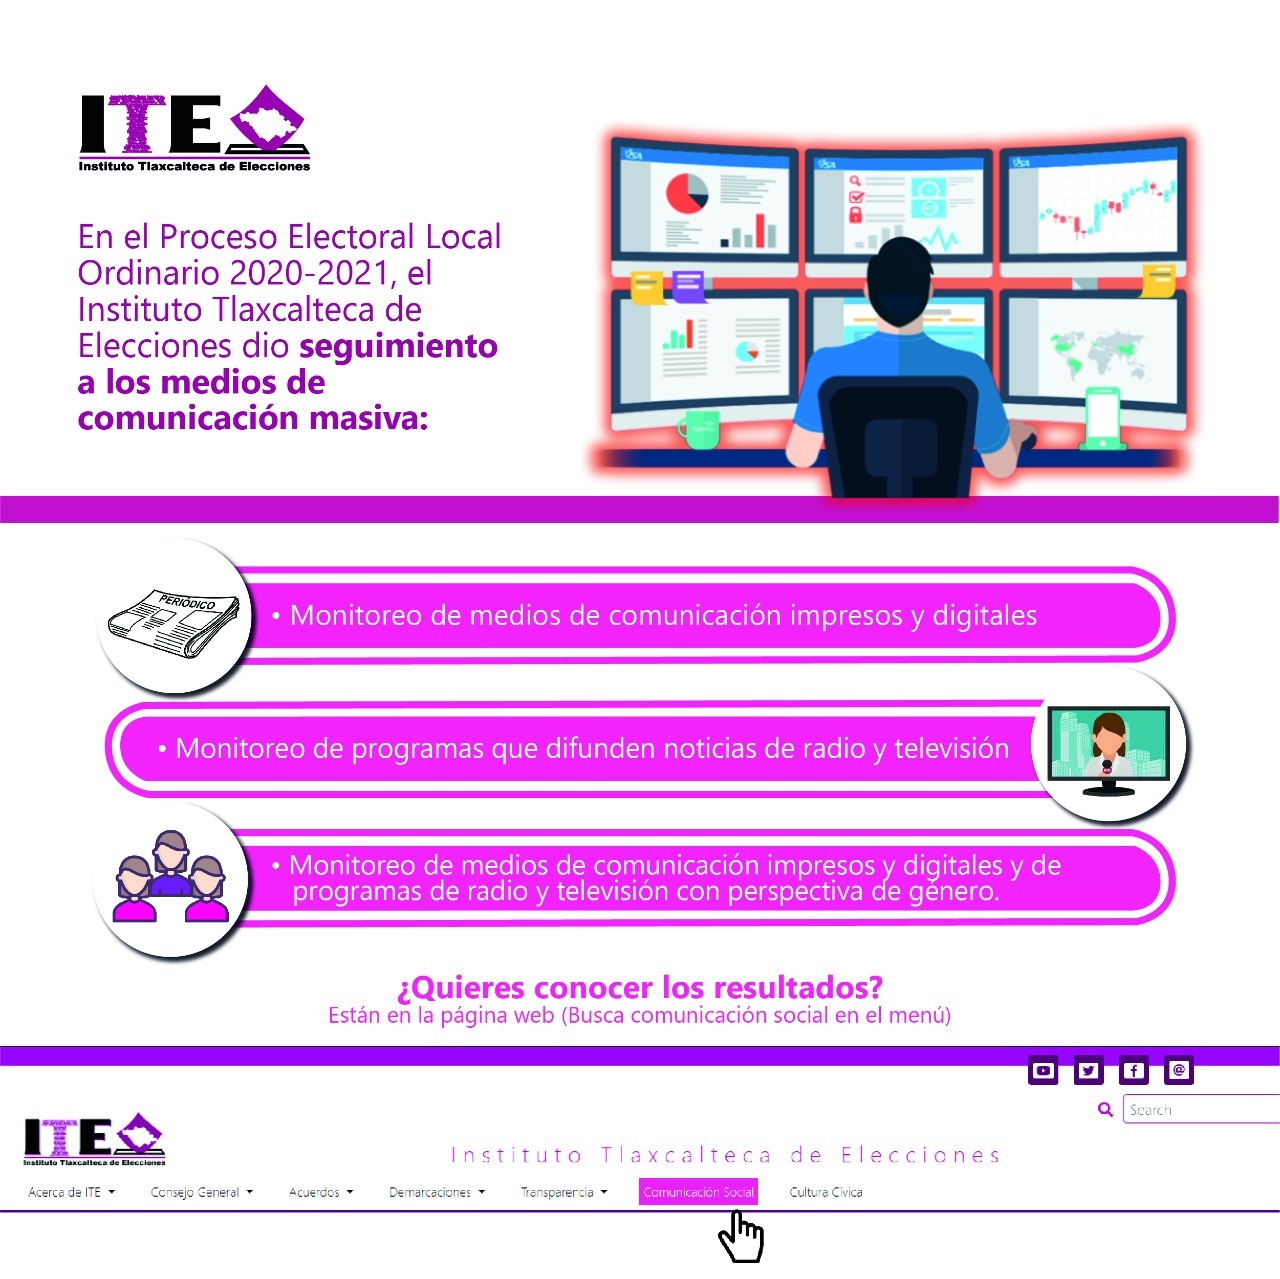 ITE
Instituto Tlaxcalteca de Elecciones
En el Proceso Electoral Local
Ordinario 2020-2021, el
Instituto Tlaxcalteca de
Elecciones dio seguimiento
a los medios de
comunicación masiva:
PERIÓDICO
• Monitoreo de medios de comunicación impresos y digitales
• Monitoreo de programas que difunden noticias de radio y televisión
• Monitoreo de medios de comunicación impresos y digitales y de
programas de radio y televisión con perspectiva de género.
¿Quieres conocer los resultados?
Están en la página web (Busca comunicación social en el menú)
Search
ITE
Instituto Tlaxcalteca de Elecciones
Instituto Tlaxcalteca de Elecciones
Acerca de ITE Consejo General Acuerdos Demarcaciones Transparencia Comunicación Social Cultura Cívica